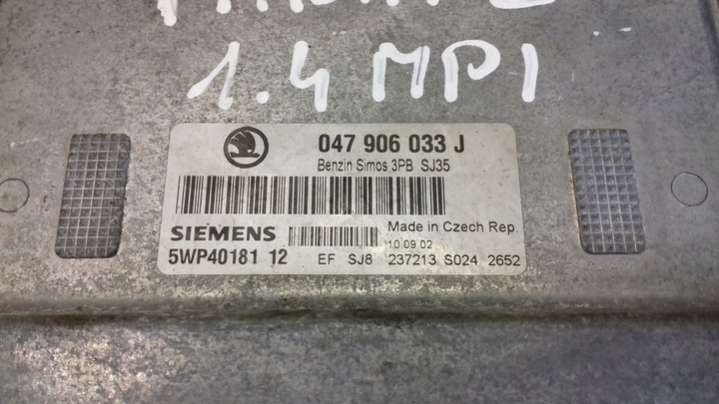 1.4 MPI
047 906 033 J
Benzin Simos 3PB SJ35
SIEMENS
Made in Czech Rep.
10 09 02
5WP40181 12
EF SJ8 237213 S024 2652